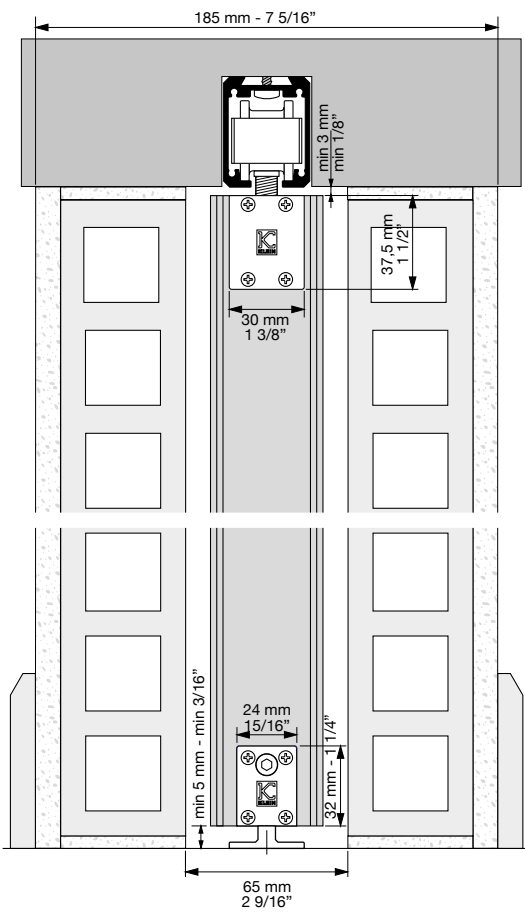 185 mm - 7 5/16”
min 3 mm
min 1/8”
37,5 mm
1 1/2”
K
KLEIN
30 mm
1 3/8”
min 5 mm - min 3/16”
24 mm
15/16”
32 mm - 1 1/4”
K
KLEIN
65 mm
2 9/16”